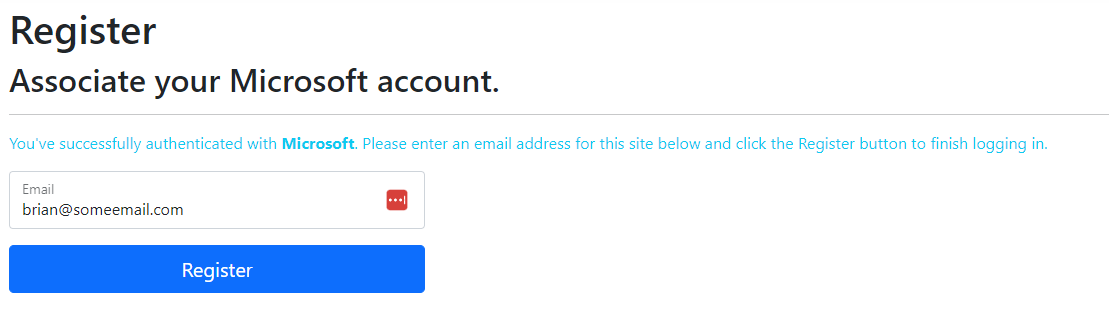 Register
Associate your Microsoft account.
You've successfully authenticated with Microsoft. Please enter an email address for this site below and click the Register button to finish logging in.
Email
brian@someemail.com
Register